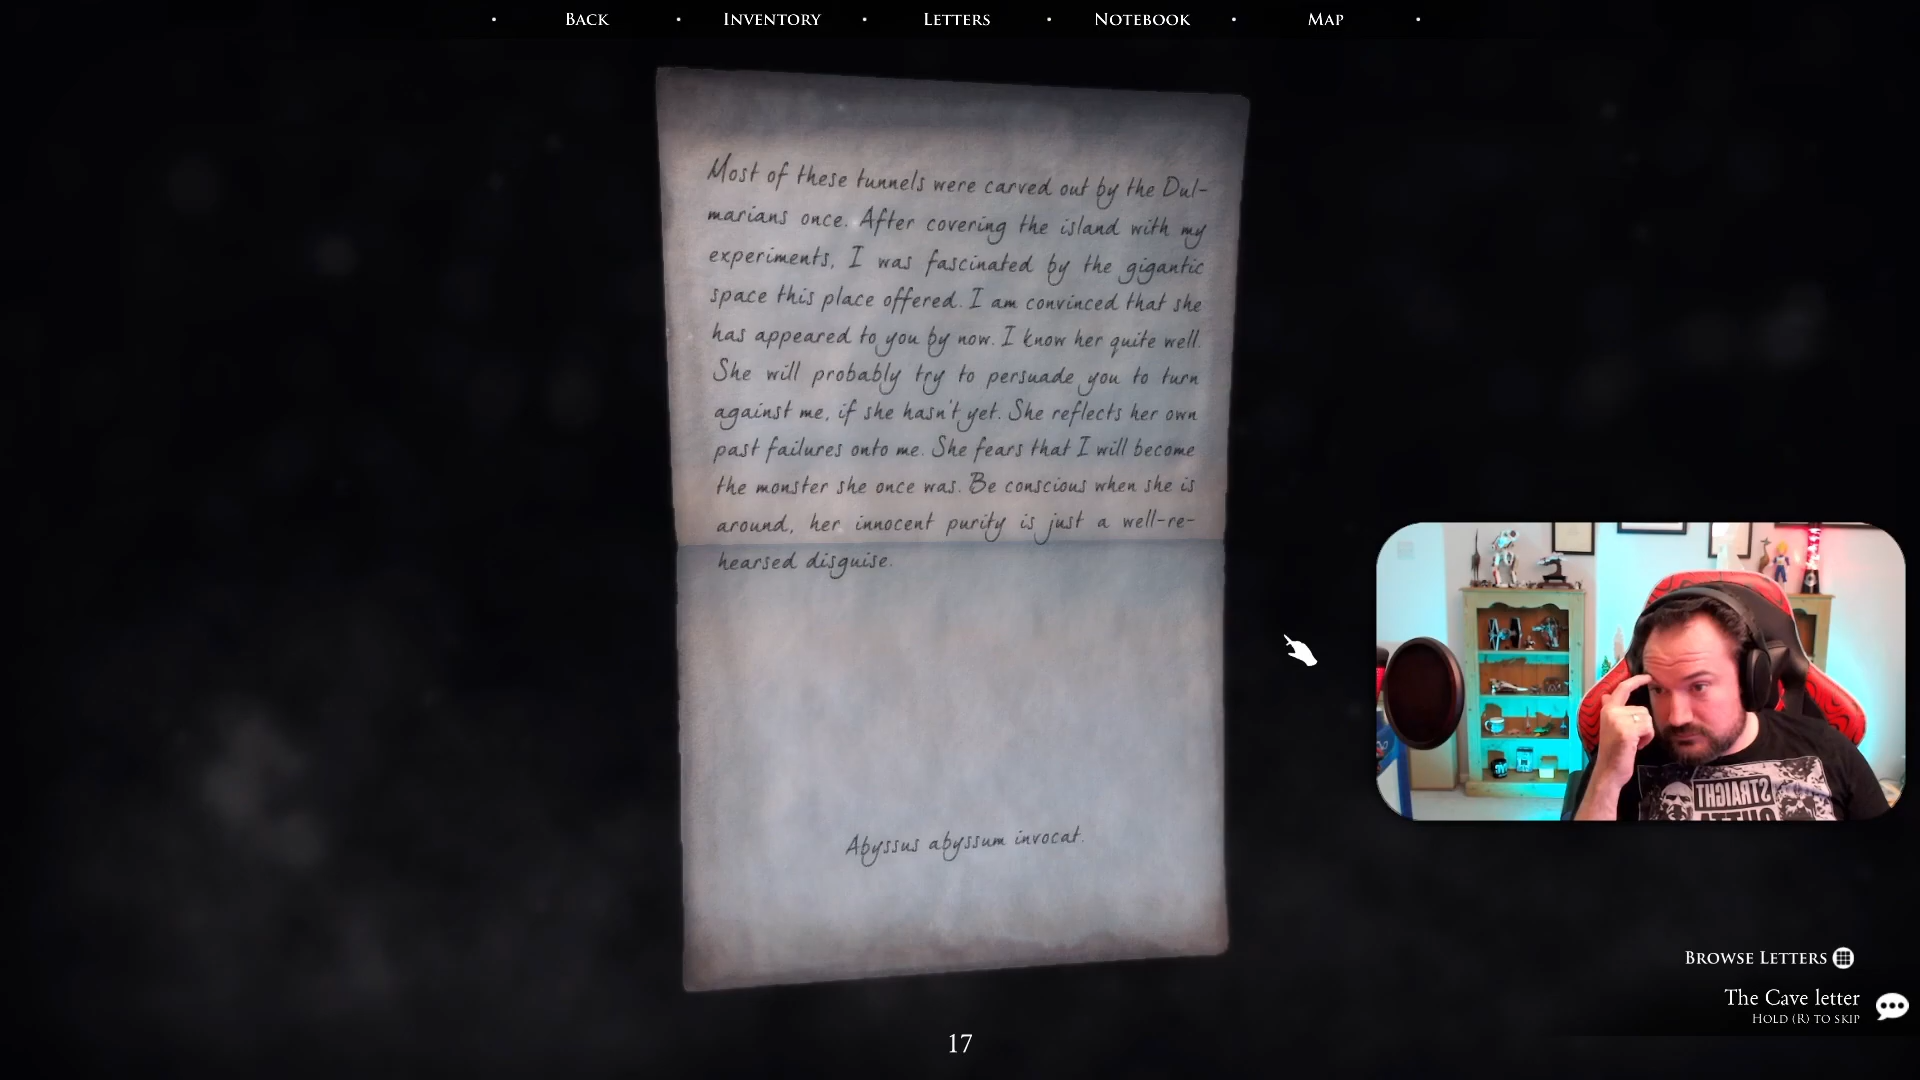 BACK
INVENTORY
LETTERS
NOTEBOOK
MAP
Most of these tunnels were carved out by the Dul-
marians once. After covering the island with my
experiments, I was fascinated by the gigantic
space this place offered. I am convinced that she
has appeared to you by now. I know her quite well.
She will probably try to persuade you to turn
against me, if she hasn't yet. She reflects her own
past failures onto me. She fears that I will become
the monster she once was. Be conscious when she is
around, her innocent purity is just a well-re-
hearsed disguise.
Abyssus abyssum invocat.
STRAIGHT
BROWSE LETTERS
The Cave letter
HOLD (R) TO SKIP
17